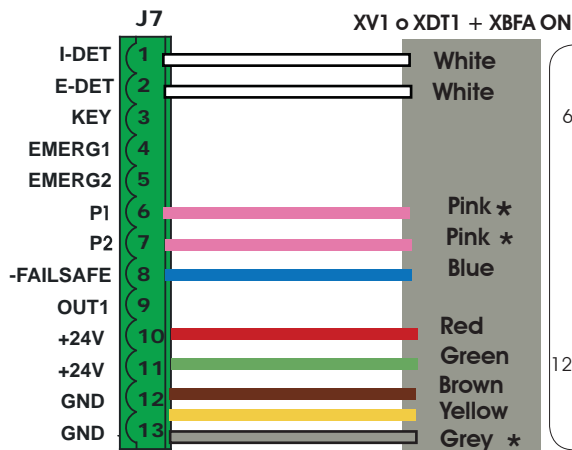 J7 XV1 o XDT1 + XBFA ON
I-DET 1 White
E-DET 2 White
KEY 3 6
EMERG1 4
EMERG2 5
P1 6 Pink *
P2 7 Pink *
-FAILSAFE 8 Blue
OUT1 9
+24V 10 Red
+24V 11 Green 12
GND 12 Brown
Yellow
GND 13 Grey *